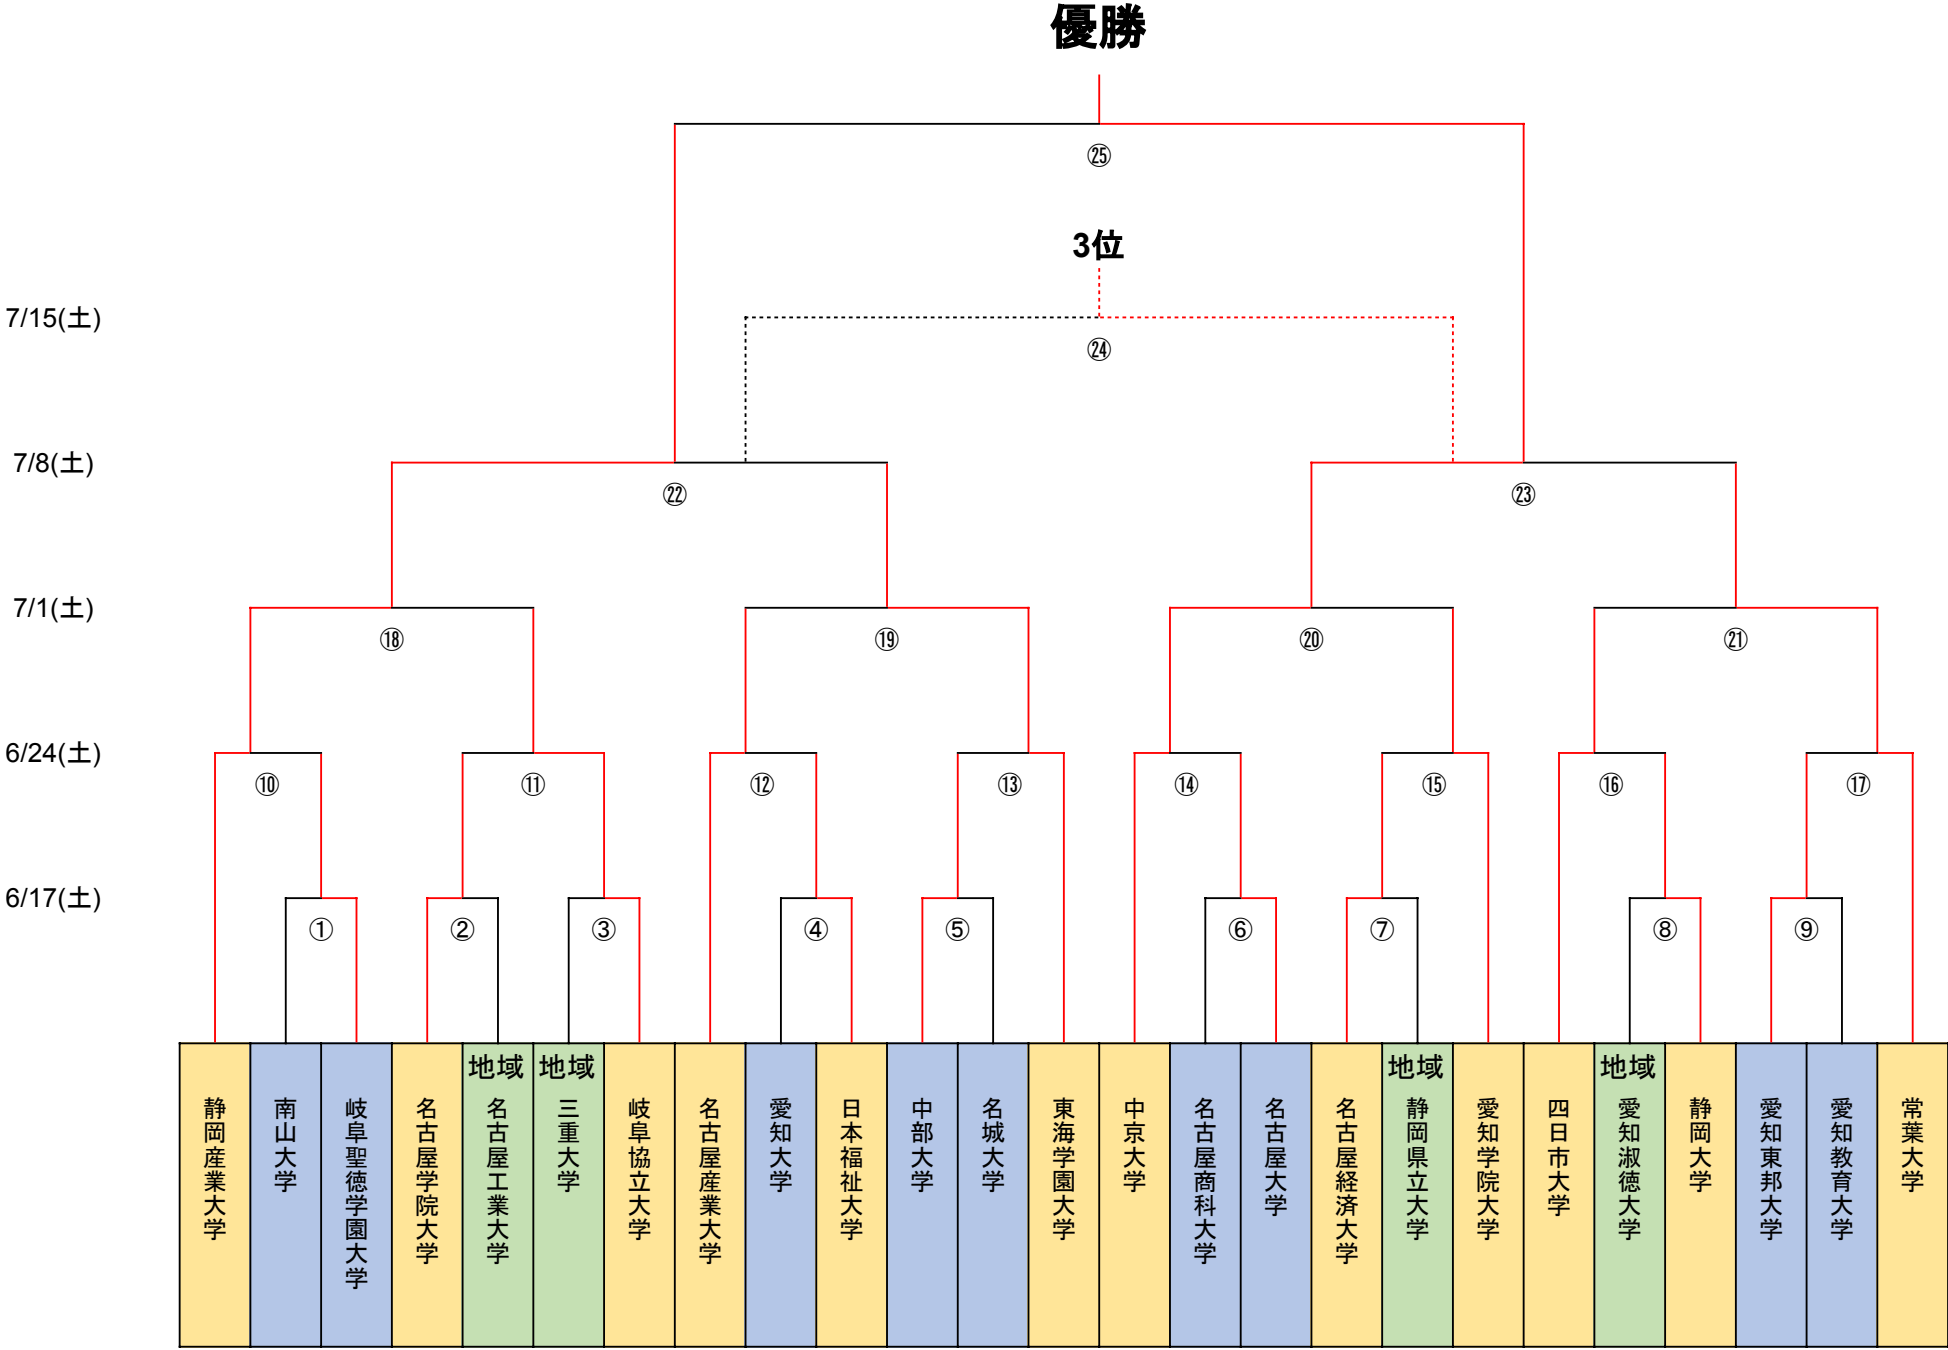 優勝
㉕
3位
7/15(土)
㉔
7/8(土)
㉒
㉓
7/1(土)
⑱
⑲
⑳
㉑
6/24(土)
⑩
⑪
⑫
⑬
⑭
⑮
⑯
⑰
6/17(土)
①
②
③
④
⑤
⑥
⑦
⑧
⑨
静岡産業大学
南山大学
岐阜聖徳学園大学
名古屋学院大学
地域
名古屋工業大学
地域
三重大学
岐阜協立大学
名古屋産業大学
愛知大学
日本福祉大学
中部大学
名城大学
東海学園大学
中京大学
名古屋商科大学
名古屋大学
名古屋経済大学
地域
静岡県立大学
愛知学院大学
四日市大学
地域
愛知淑徳大学
静岡大学
愛知東邦大学
愛知教育大学
常葉大学